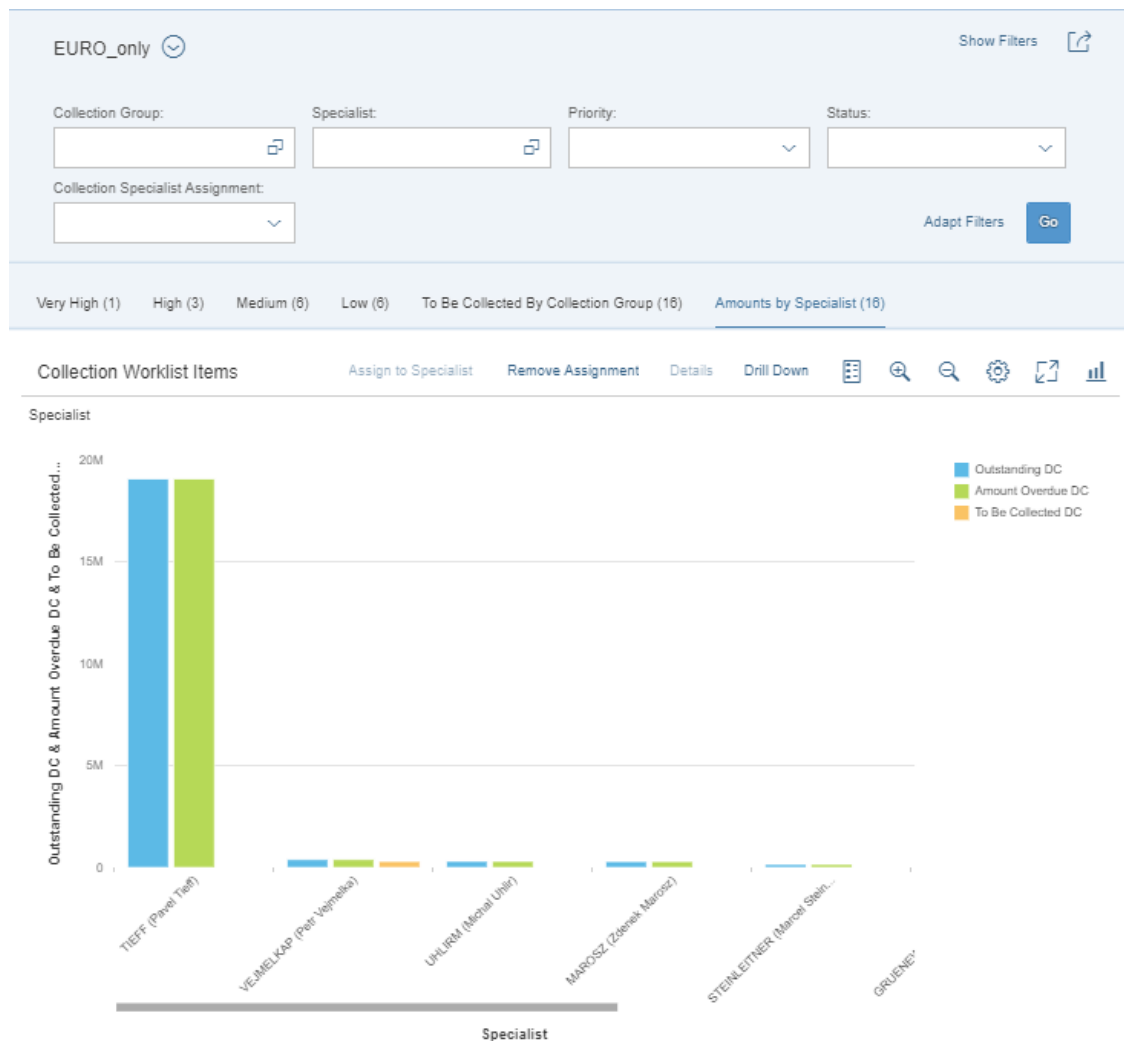 EURO_only
Show Filters
Collection Group:
Specialist:
Priority:
Status:
Collection Specialist Assignment:
Adapt Filters
Go
Very High (1)
High (3)
Medium (6)
Low (6)
To Be Collected By Collection Group (16)
Amounts by Specialist (16)
Collection Worklist Items
Assign to Specialist
Remove Assignment
Details
Drill Down
Specialist
Outstanding DC & Amount Overdue DC & To Be Collected...
20M
15M
10M
5M
0
Outstanding DC
Amount Overdue DC
To Be Collected DC
TIEFF (Pavel Tieff)
VEJMELKAP (Petr Vejmelka)
UHLIRM (Michal Uhlir)
MAROSZ (Zdenek Marosz)
STEINLEITNER (Marcel Stein...
Specialist